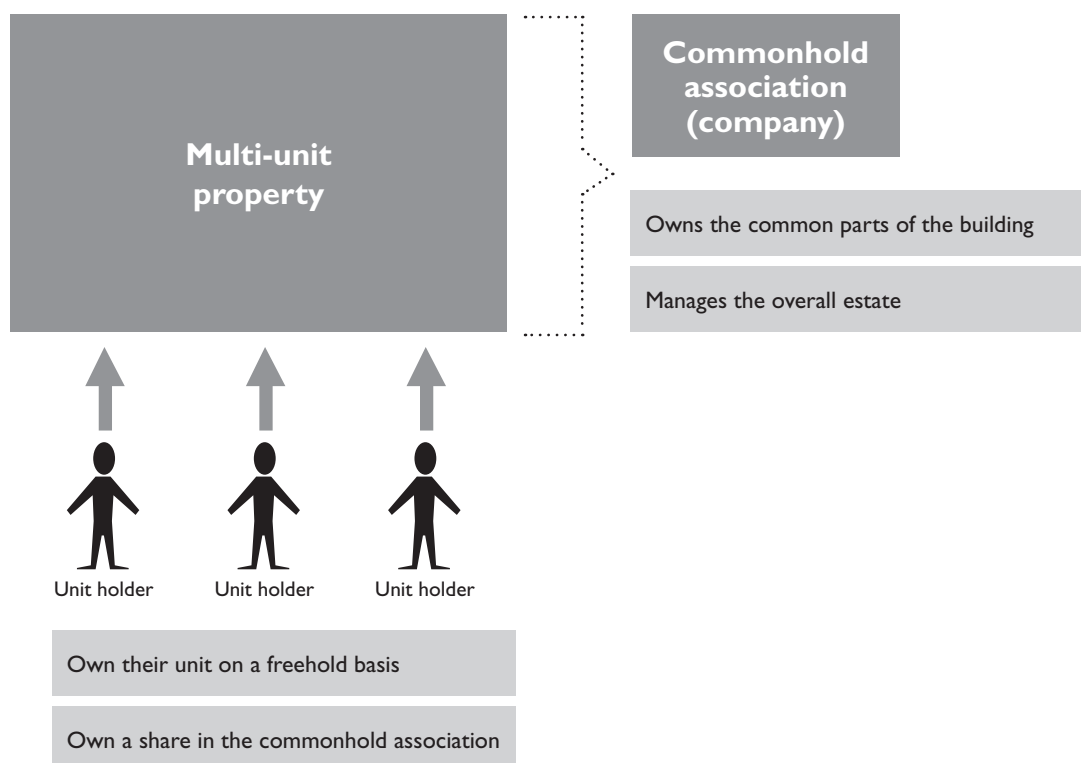 Multi-unit
property
Commonhold
association
(company)
Owns the common parts of the building
Manages the overall estate
Unit holder
Unit holder
Unit holder
Own their unit on a freehold basis
Own a share in the commonhold association